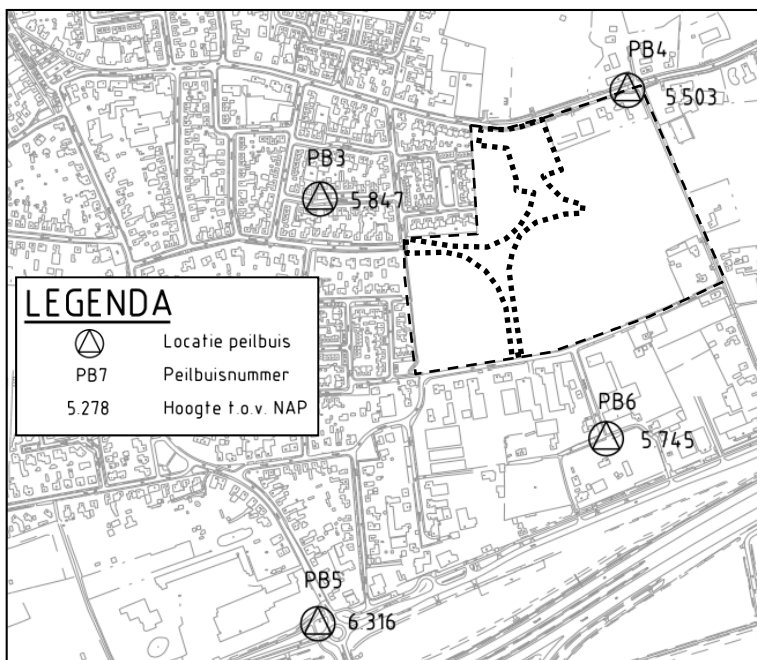 PB4
5.503
PB3
5.847
LEGENDA
Locatie peilbuis
PB7 Peilbuisnummer
5.278 Hoogte t.o.v. NAP
PB6
5.745
PB5
6.316